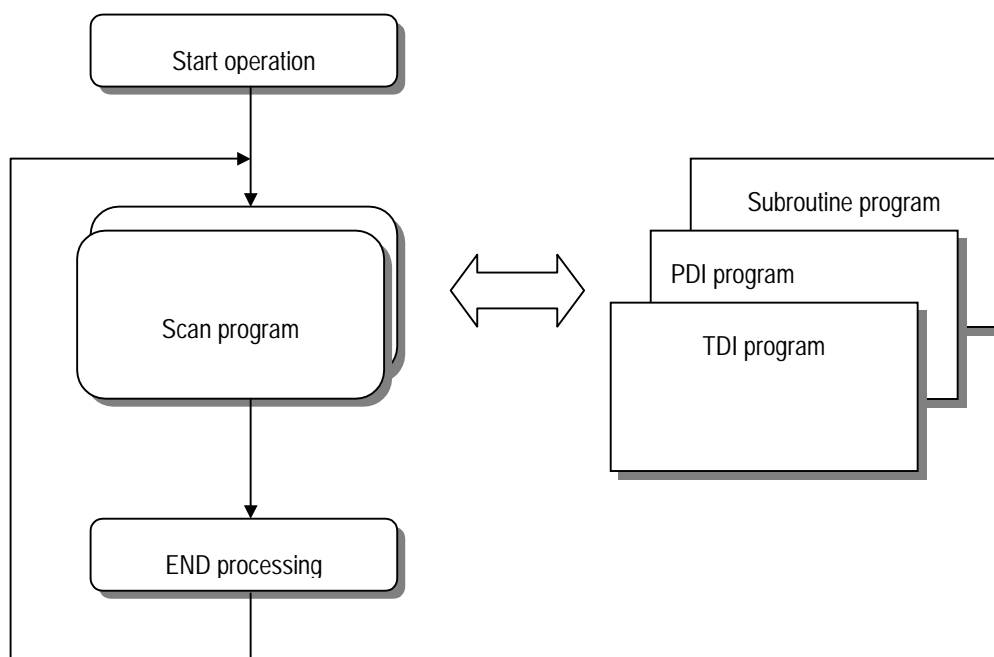 Start operation
Subroutine program
PDI program
Scan program
TDI program
END processing